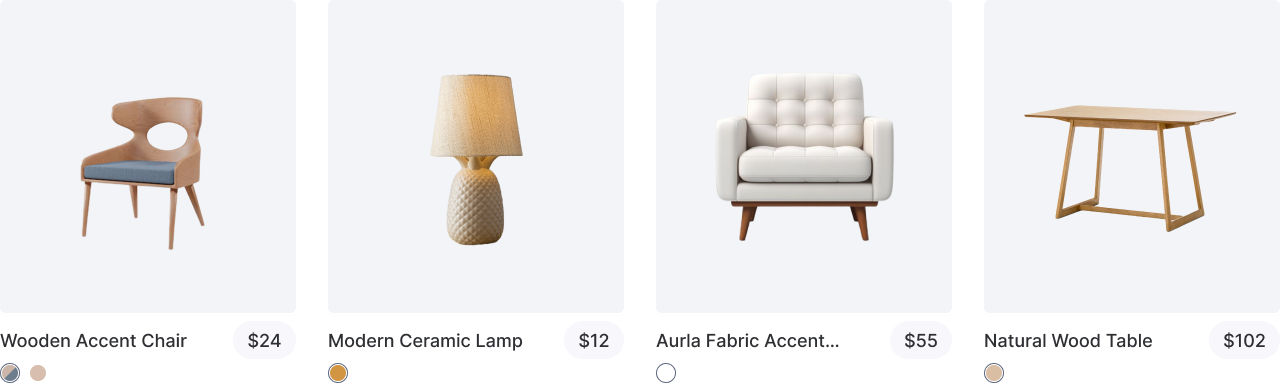 Wooden Accent Chair $24
Modern Ceramic Lamp $12
Aurla Fabric Accent... $55
Natural Wood Table $102